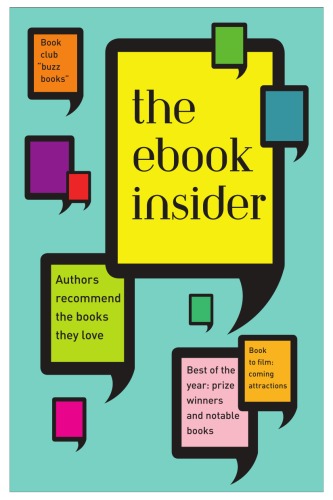 Book
club
"buzz
books"
the
ebook
insider
Authors
recommend
the books
they love
Best of the
year: prize
winners
and notable
books
Book
to film:
coming
attractions